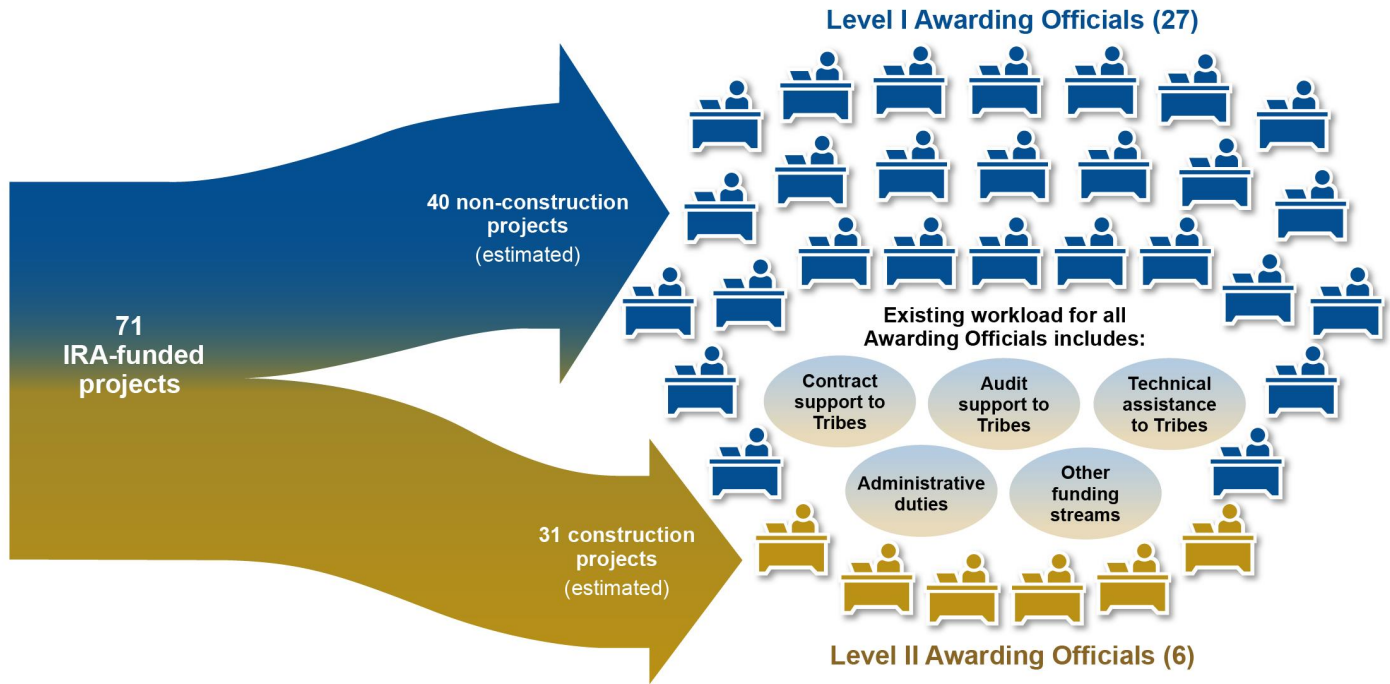 Level I Awarding Officials (27)
40 non-construction
projects
(estimated)
71
IRA-funded
projects
Existing workload for all
Awarding Officials includes:
Contract
support to
Tribes
Audit
support to
Tribes
Technical
assistance
to Tribes
Administrative
duties
Other
funding
streams
31 construction
projects
(estimated)
Level II Awarding Officials (6)